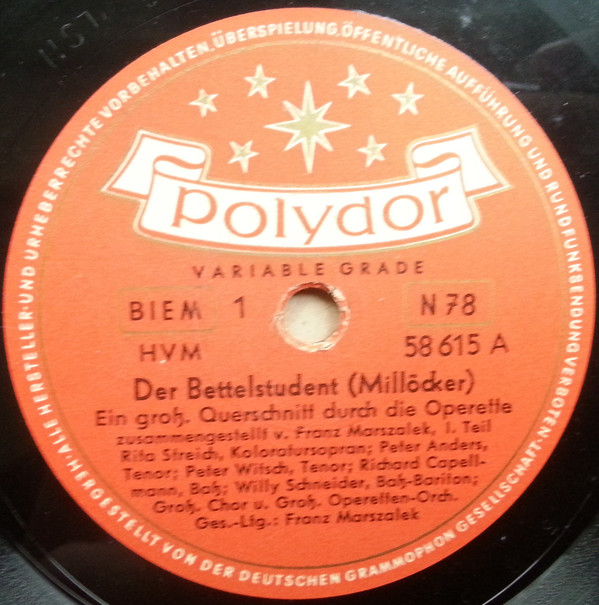 ALLE HERSTELLER- UND URHEBERRECHTE VORBEHALTEN. ÜBERSPIELUNG, ÖFFENTLICHE AUFFÜHRUNG UND RUNDFUNKSENDUNG VERBOTEN·
polydor
VARIABLE GRADE
BIEM 1 N 78
HVM 58 615 A
Der Bettelstudent (Millöcker)
Ein groß. Querschnitt durch die Operette
zusammengestellt v. Franz Marszalek, I. Teil
Rita Streich, Koloratursopran; Peter Anders,
Tenor; Peter Witsch, Tenor; Richard Capell-
mann, Baß; Willy Schneider, Baß-Bariton;
Groß. Chor u. Groß. Operetten-Orch.
Ges.-Ltg.: Franz Marszalek
HERGESTELLT VON DER DEUTSCHEN GRAMMOPHON GESELLSCHAFT·